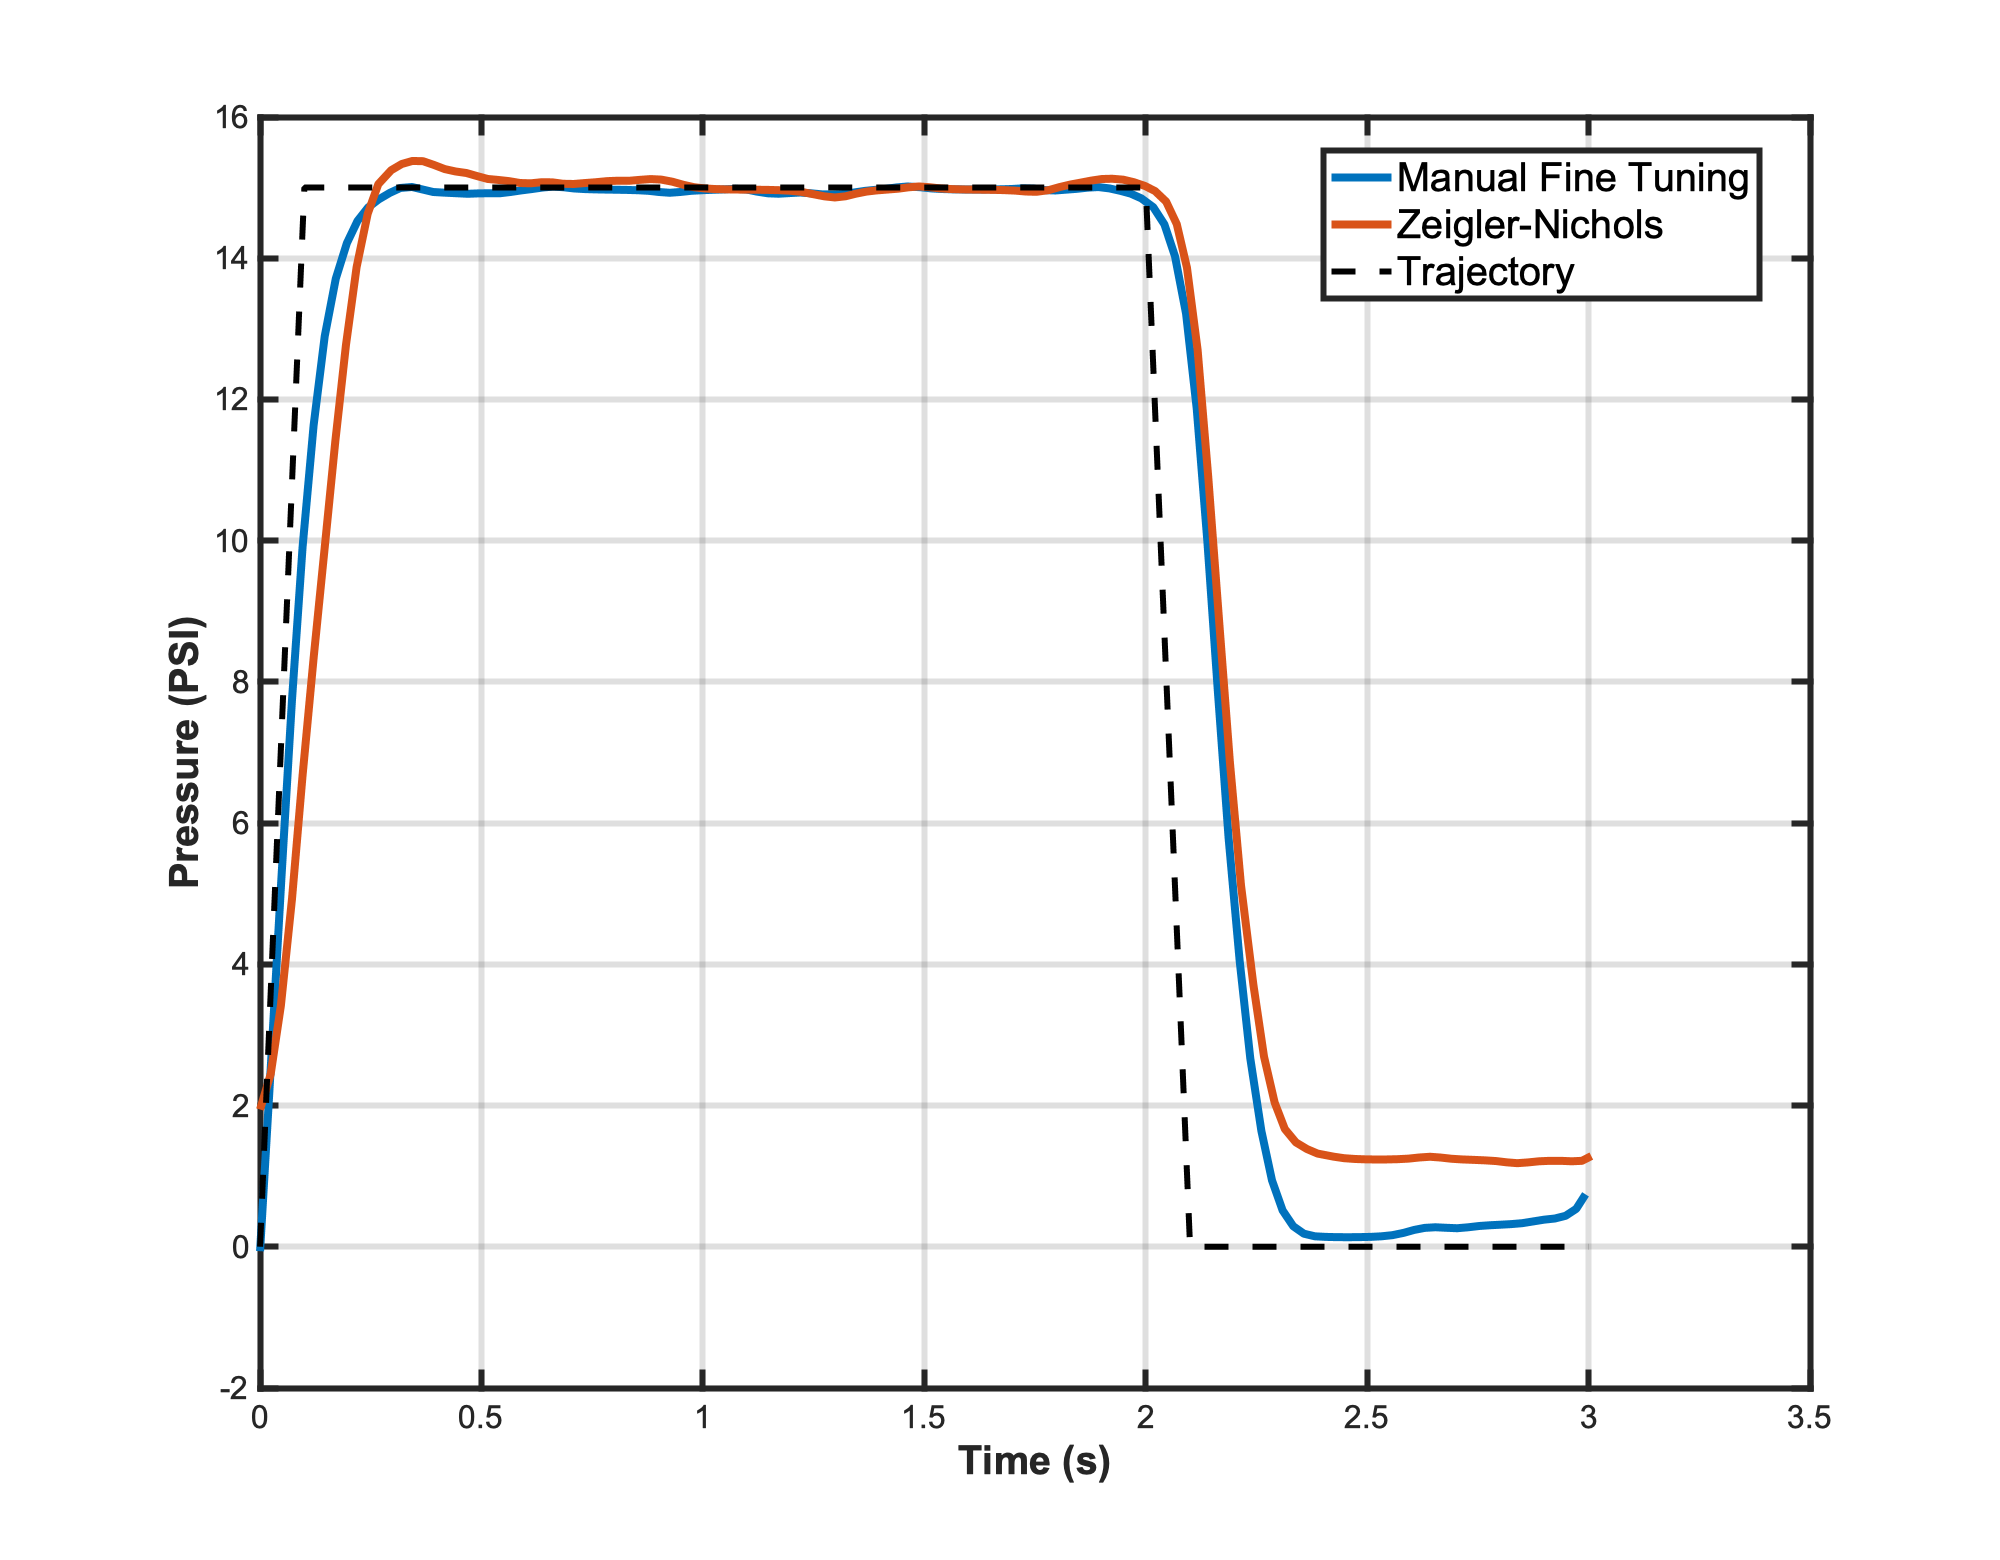 16
14
12
10
8
6
4
2
0
-2
Pressure (PSI)
Manual Fine Tuning
Zeigler-Nichols
Trajectory
0 0.5 1 1.5 2 2.5 3 3.5
Time (s)